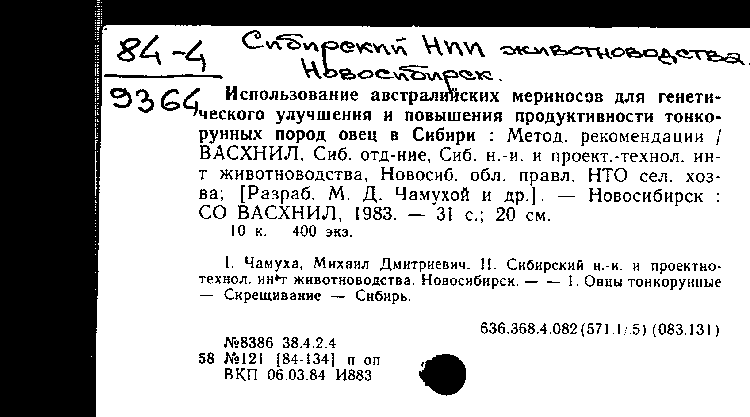 84-4
9364
Сибирский НПИ животноводства.
Новосибирск.
Использование австралийских мериносов для генети-
ческого улучшения и повышения продуктивности тонко-
рунных пород овец в Сибири : Метод. рекомендации /
ВАСХНИЛ, Сиб. отд-ние, Сиб. н.-и. и проект.-технол. ин-
т животноводства, Новосиб. обл. правл. НТО сел. хоз-
ва; [Разраб. М. Д. Чамухой и др.]. — Новосибирск :
СО ВАСХНИЛ, 1983. — 31 с.; 20 см.
10 к. 400 экз.
I. Чамуха, Михаил Дмитриевич. II. Сибирский н.-и. и проектно-
технол. ин-т животноводства. Новосибирск. — — 1. Овцы тонкорунные
— Скрещивание — Сибирь.
636.368.4.082(571.1/.5)(083.131)
№8386 38.4.2.4
58 №121 [84-134] п оп
ВКП 06.03.84 И883